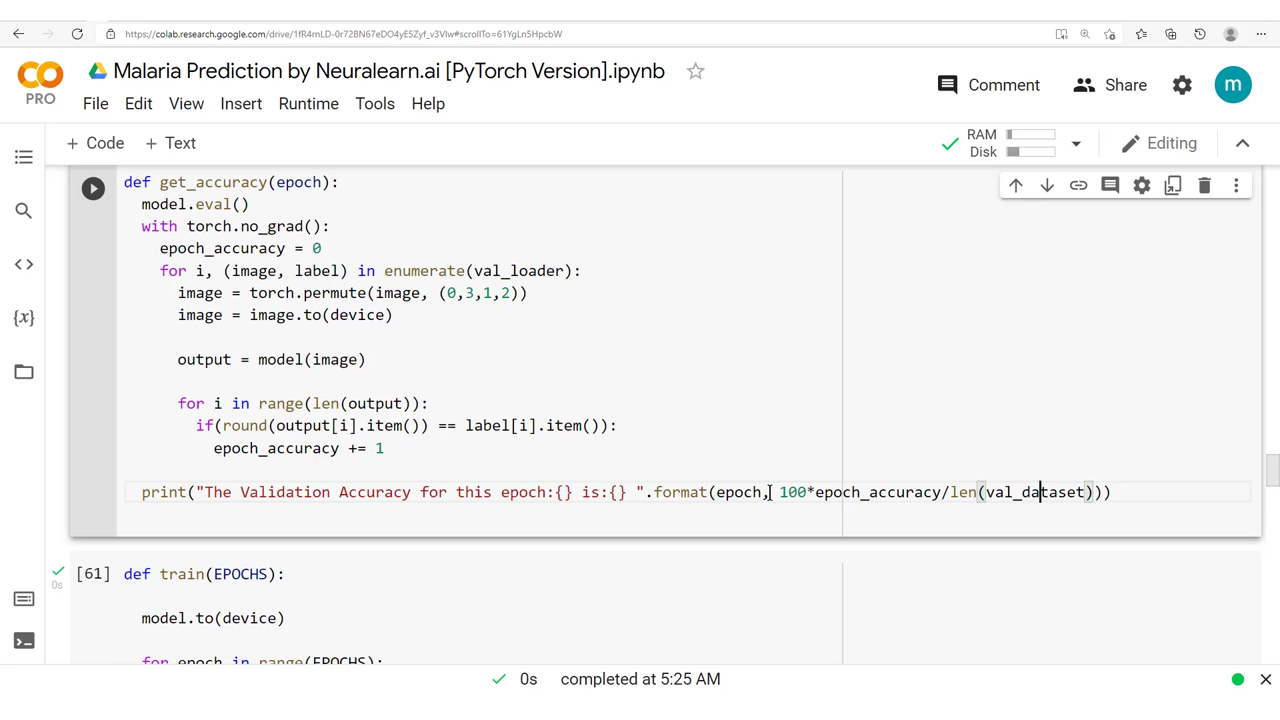 https://colab.research.google.com/drive/1fR4rnLD-0r72BN67eDO4yE5Zyf_v3Vlw#scrollTo=61YgLn5HpcbW
CO
PRO
Malaria Prediction by Neuralearn.ai [PyTorch Version].ipynb
Comment
Share
m
File Edit View Insert Runtime Tools Help
+ Code + Text
RAM
Disk
Editing
def get_accuracy(epoch):
model.eval()
with torch.no_grad():
epoch_accuracy = 0
for i, (image, label) in enumerate(val_loader):
image = torch.permute(image, (0,3,1,2))
image = image.to(device)
output = model(image)
for i in range(len(output)):
if(round(output[i].item()) == label[i].item()):
epoch_accuracy += 1
print("The Validation Accuracy for this epoch:{} is:{} ".format(epoch, 100*epoch_accuracy/len(val_dataset)))
{x}
0s
[61] def train(EPOCHS):
model.to(device)
for epoch in range(EPOCHS):
0s completed at 5:25 AM